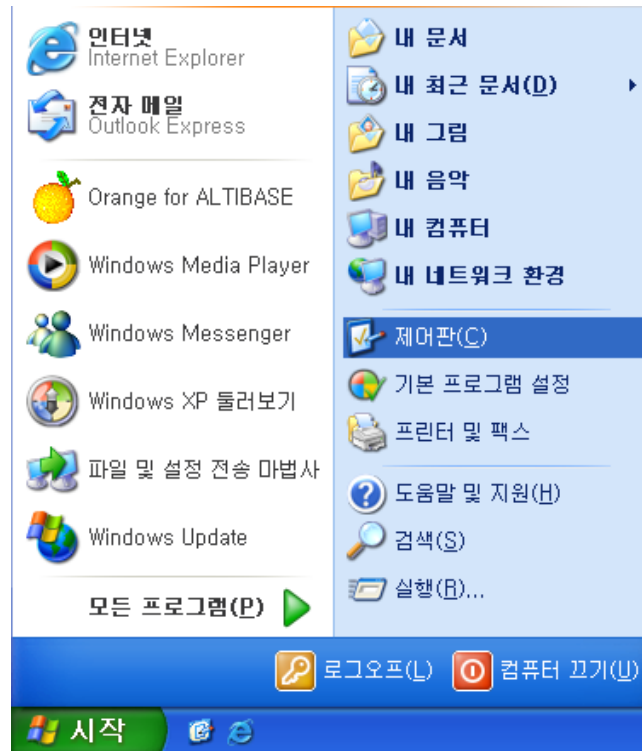 인터넷
Internet Explorer
전자 메일
Outlook Express
Orange for ALTIBASE
Windows Media Player
Windows Messenger
Windows XP 둘러보기
파일 및 설정 전송 마법사
Windows Update
모든 프로그램(P)
내 문서
내 최근 문서(D)
내 그림
내 음악
내 컴퓨터
내 네트워크 환경
제어판(C)
기본 프로그램 설정
프린터 및 팩스
도움말 및 지원(H)
검색(S)
실행(R)...
로그오프(L)
컴퓨터 끄기(U)
시작